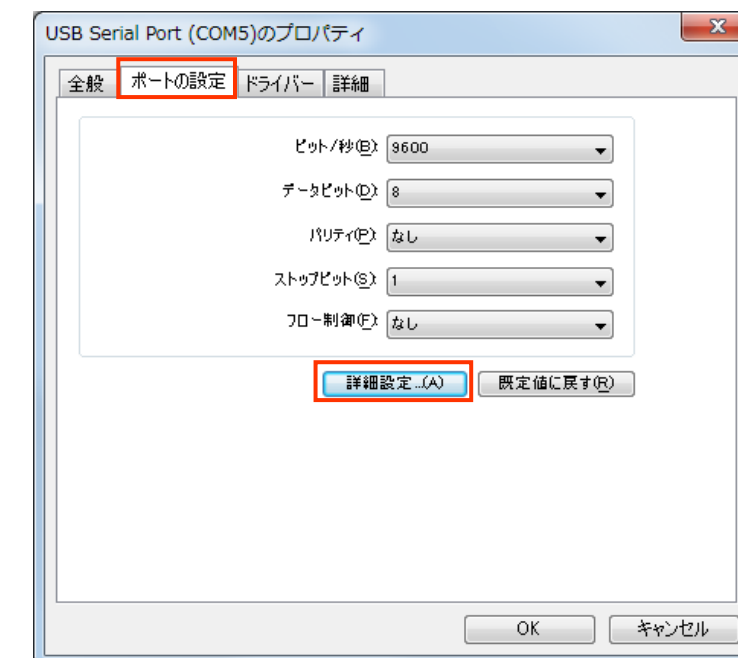 USB Serial Port (COM5)のプロパティ
全般 ポートの設定 ドライバー 詳細
ビット/秒(B): 9600
データビット(D): 8
パリティ(P): なし
ストップビット(S): 1
フロー制御(F): なし
詳細設定...(A) 既定値に戻す(R)
OK キャンセル